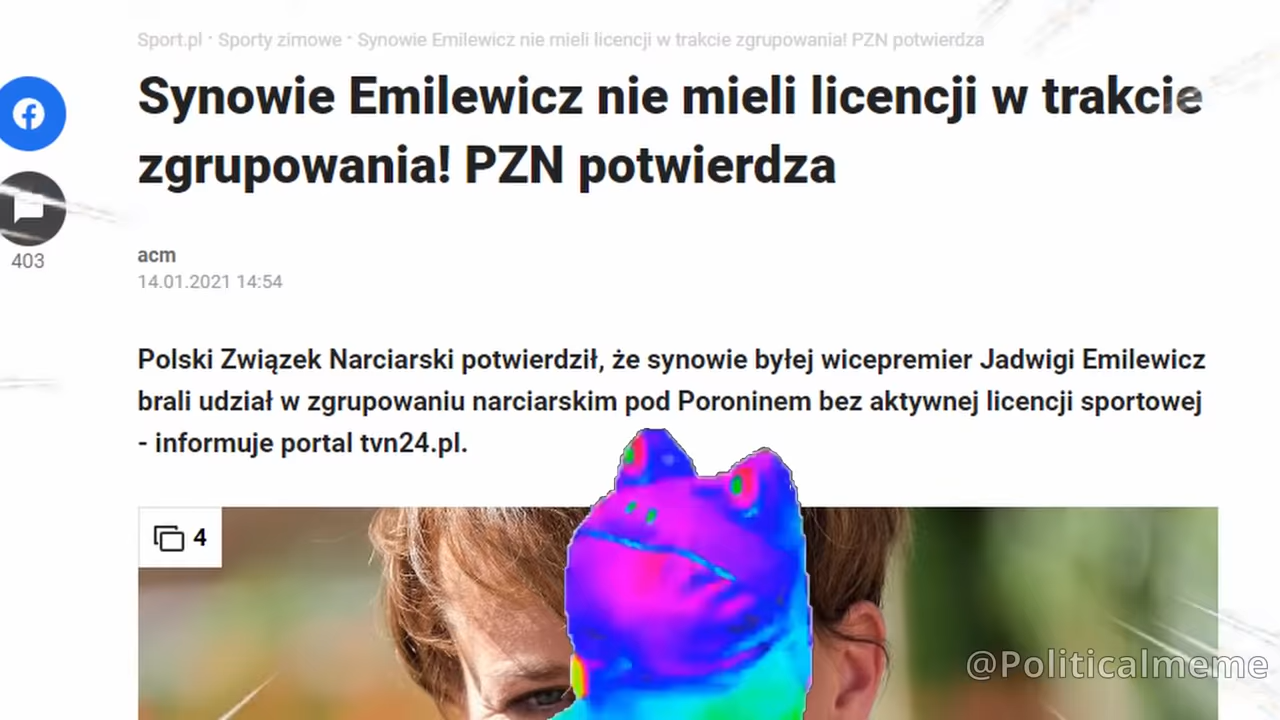 Sport.pl · Sporty zimowe · Synowie Emilewicz nie mieli licencji w trakcie zgrupowania! PZN potwierdza
Synowie Emilewicz nie mieli licencji w trakcie
zgrupowania! PZN potwierdza
403
acm
14.01.2021 14:54
Polski Związek Narciarski potwierdził, że synowie byłej wicepremier Jadwigi Emilewicz
brali udział w zgrupowaniu narciarskim pod Poroninem bez aktywnej licencji sportowej
- informuje portal tvn24.pl.
4
@Politicalmeme